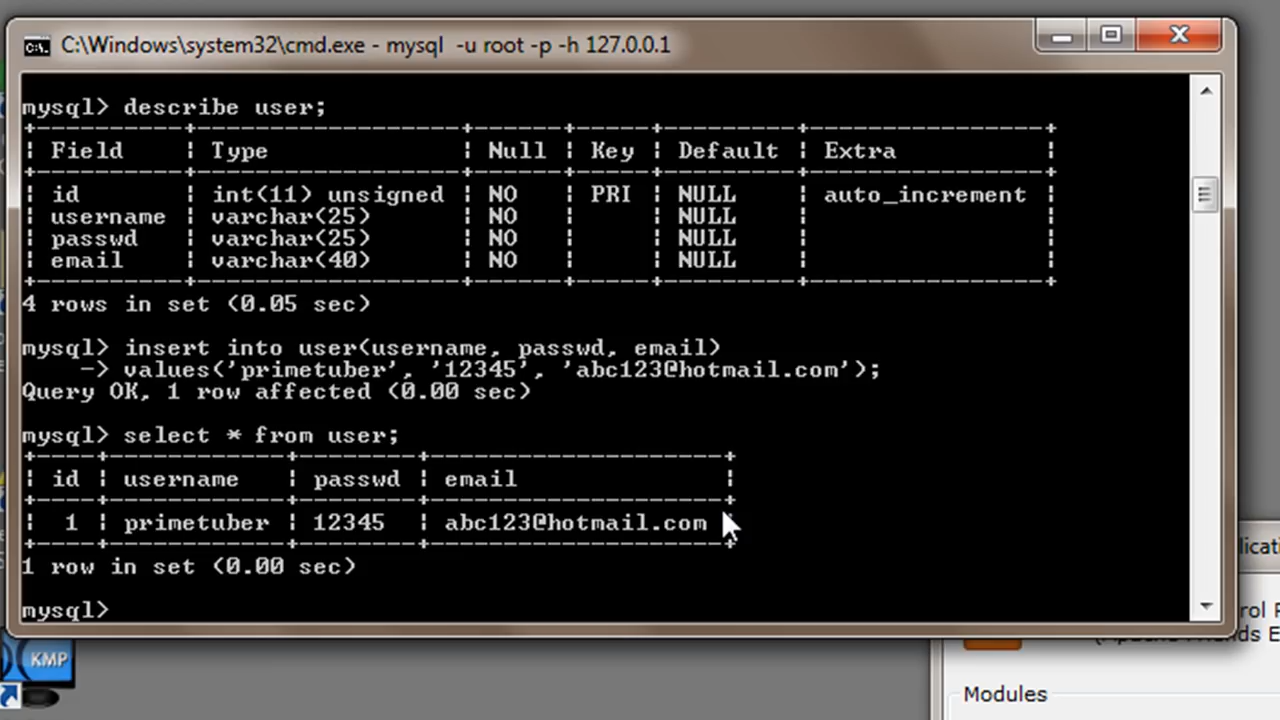 C:\Windows\system32\cmd.exe - mysql  -u root -p -h 127.0.0.1
mysql> describe user;
+----------+------------------+------+-----+---------+----------------+
| Field    | Type             | Null | Key | Default | Extra          |
+----------+------------------+------+-----+---------+----------------+
| id       | int(11) unsigned | NO   | PRI | NULL    | auto_increment |
| username | varchar(25)      | NO   |     | NULL    |                |
| passwd   | varchar(25)      | NO   |     | NULL    |                |
| email    | varchar(40)      | NO   |     | NULL    |                |
+----------+------------------+------+-----+---------+----------------+
4 rows in set (0.05 sec)
mysql> insert into user(username, passwd, email)
    -> values('primetuber', '12345', 'abc123@hotmail.com');
Query OK, 1 row affected (0.00 sec)
mysql> select * from user;
+----+------------+--------+--------------------+
| id | username   | passwd | email              |
+----+------------+--------+--------------------+
|  1 | primetuber | 12345  | abc123@hotmail.com |
+----+------------+--------+--------------------+
1 row in set (0.00 sec)
mysql>
KMP
Modules